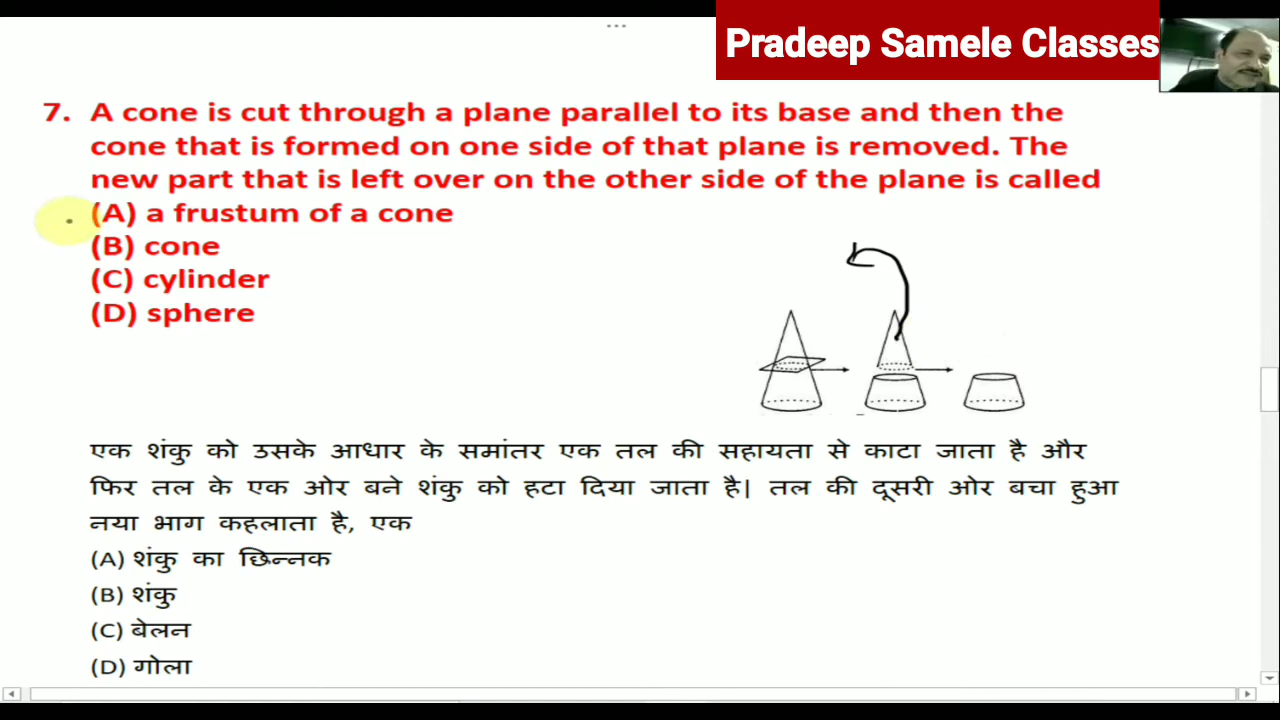 Pradeep Samele Classes
7. A cone is cut through a plane parallel to its base and then the
cone that is formed on one side of that plane is removed. The
new part that is left over on the other side of the plane is called
(A) a frustum of a cone
(B) cone
(C) cylinder
(D) sphere
एक शंकु को उसके आधार के समांतर एक तल की सहायता से काटा जाता है और
फिर तल के एक ओर बने शंकु को हटा दिया जाता है| तल की दूसरी ओर बचा हुआ
नया भाग कहलाता है, एक
(A) शंकु का छिन्नक
(B) शंकु
(C) बेलन
(D) गोला